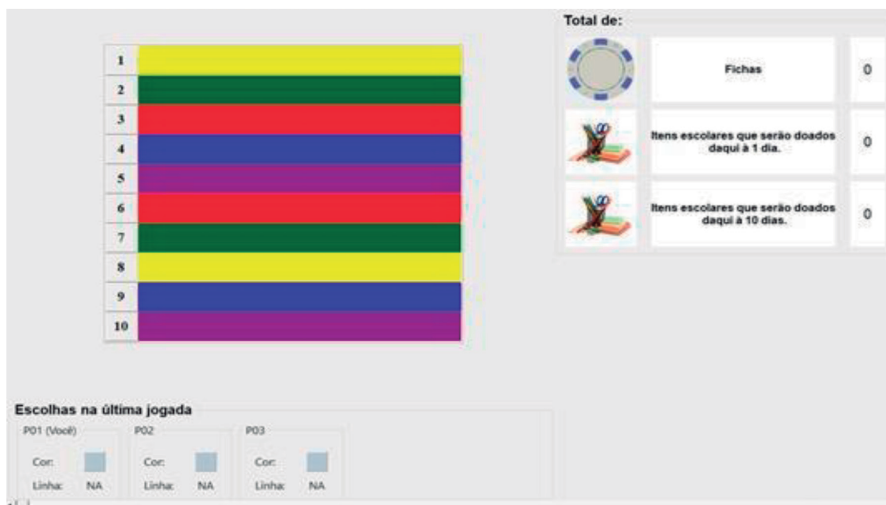 Total de:
1
2
3
4
5
6
7
8
9
10
Fichas 0
Itens escolares que serão doados
daqui à 1 dia. 0
Itens escolares que serão doados
daqui à 10 dias. 0
Escolhas na última jogada
P01 (Você) P02 P03
Cor: Cor: Cor:
Linha: NA Linha: NA Linha: NA